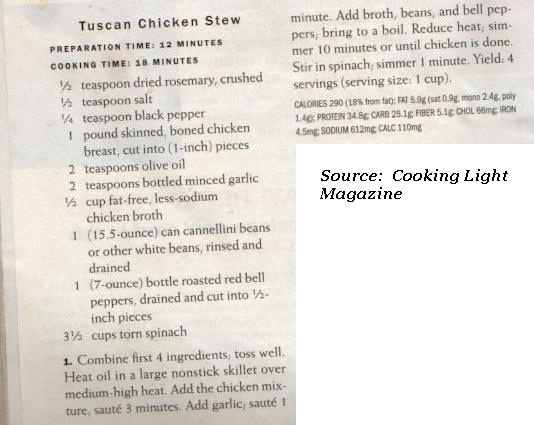 Tuscan Chicken Stew
PREPARATION TIME: 12 MINUTES
COOKING TIME: 18 MINUTES
½ teaspoon dried rosemary, crushed
½ teaspoon salt
¼ teaspoon black pepper
1 pound skinned, boned chicken
breast, cut into (1-inch) pieces
2 teaspoons olive oil
2 teaspoons bottled minced garlic
½ cup fat-free, less-sodium
chicken broth
1 (15.5-ounce) can cannellini beans
or other white beans, rinsed and
drained
1 (7-ounce) bottle roasted red bell
peppers, drained and cut into ½-
inch pieces
3½ cups torn spinach
1. Combine first 4 ingredients; toss well.
Heat oil in a large nonstick skillet over
medium-high heat. Add the chicken mix-
ture; sauté 3 minutes. Add garlic; sauté 1
minute. Add broth, beans, and bell pep-
pers; bring to a boil. Reduce heat; sim-
mer 10 minutes or until chicken is done.
Stir in spinach; simmer 1 minute. Yield: 4
servings (serving size: 1 cup).
CALORIES 290 (18% from fat); FAT 5.9g (sat 0.9g, mono 2.4g, poly
1.4g); PROTEIN 34.8g; CARB 25.1g; FIBER 5.1g; CHOL 66mg; IRON
4.5mg; SODIUM 612mg; CALC 110mg
Source: Cooking Light
Magazine